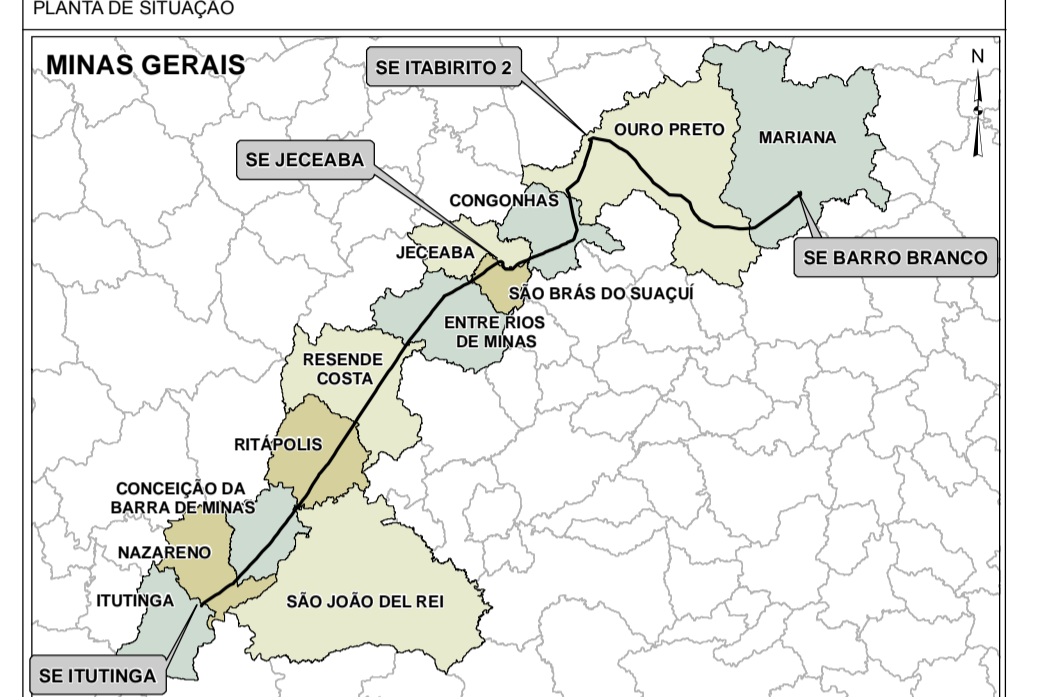 PLANTA DE SITUAÇÃO
MINAS GERAIS
SE ITABIRITO 2
N
OURO PRETO
MARIANA
SE JECEABA
CONGONHAS
JECEABA
SE BARRO BRANCO
SÃO BRÁS DO SUAÇUÍ
ENTRE RIOS
DE MINAS
RESENDE
COSTA
RITÁPOLIS
CONCEIÇÃO DA
BARRA DE MINAS
NAZARENO
ITUTINGA
SÃO JOÃO DEL REI
SE ITUTINGA